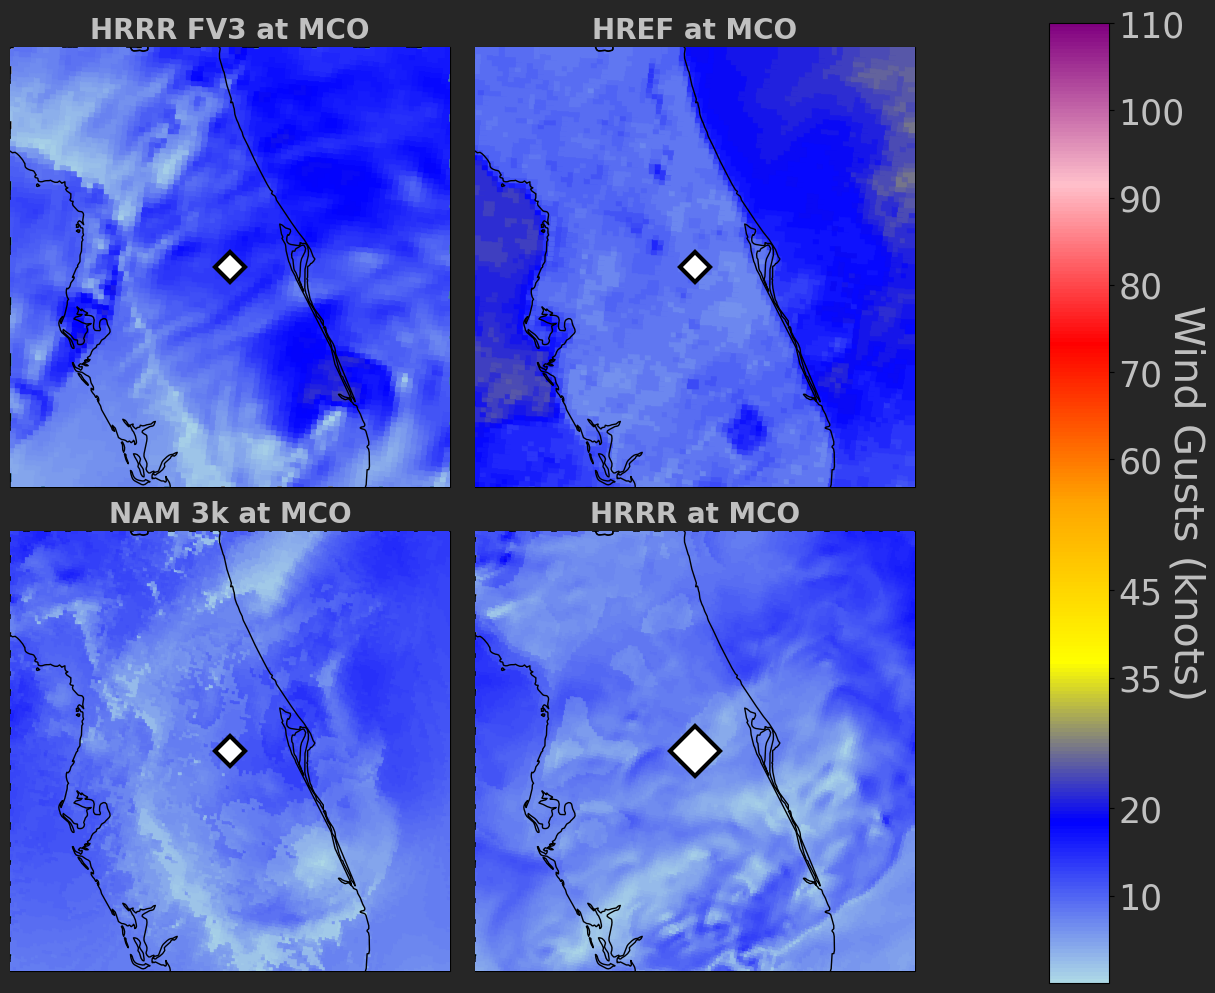 HRRR FV3 at MCO
HREF at MCO
NAM 3k at MCO
HRRR at MCO
110
100
90
80
70
60
45
35
20
10
Wind Gusts (knots)